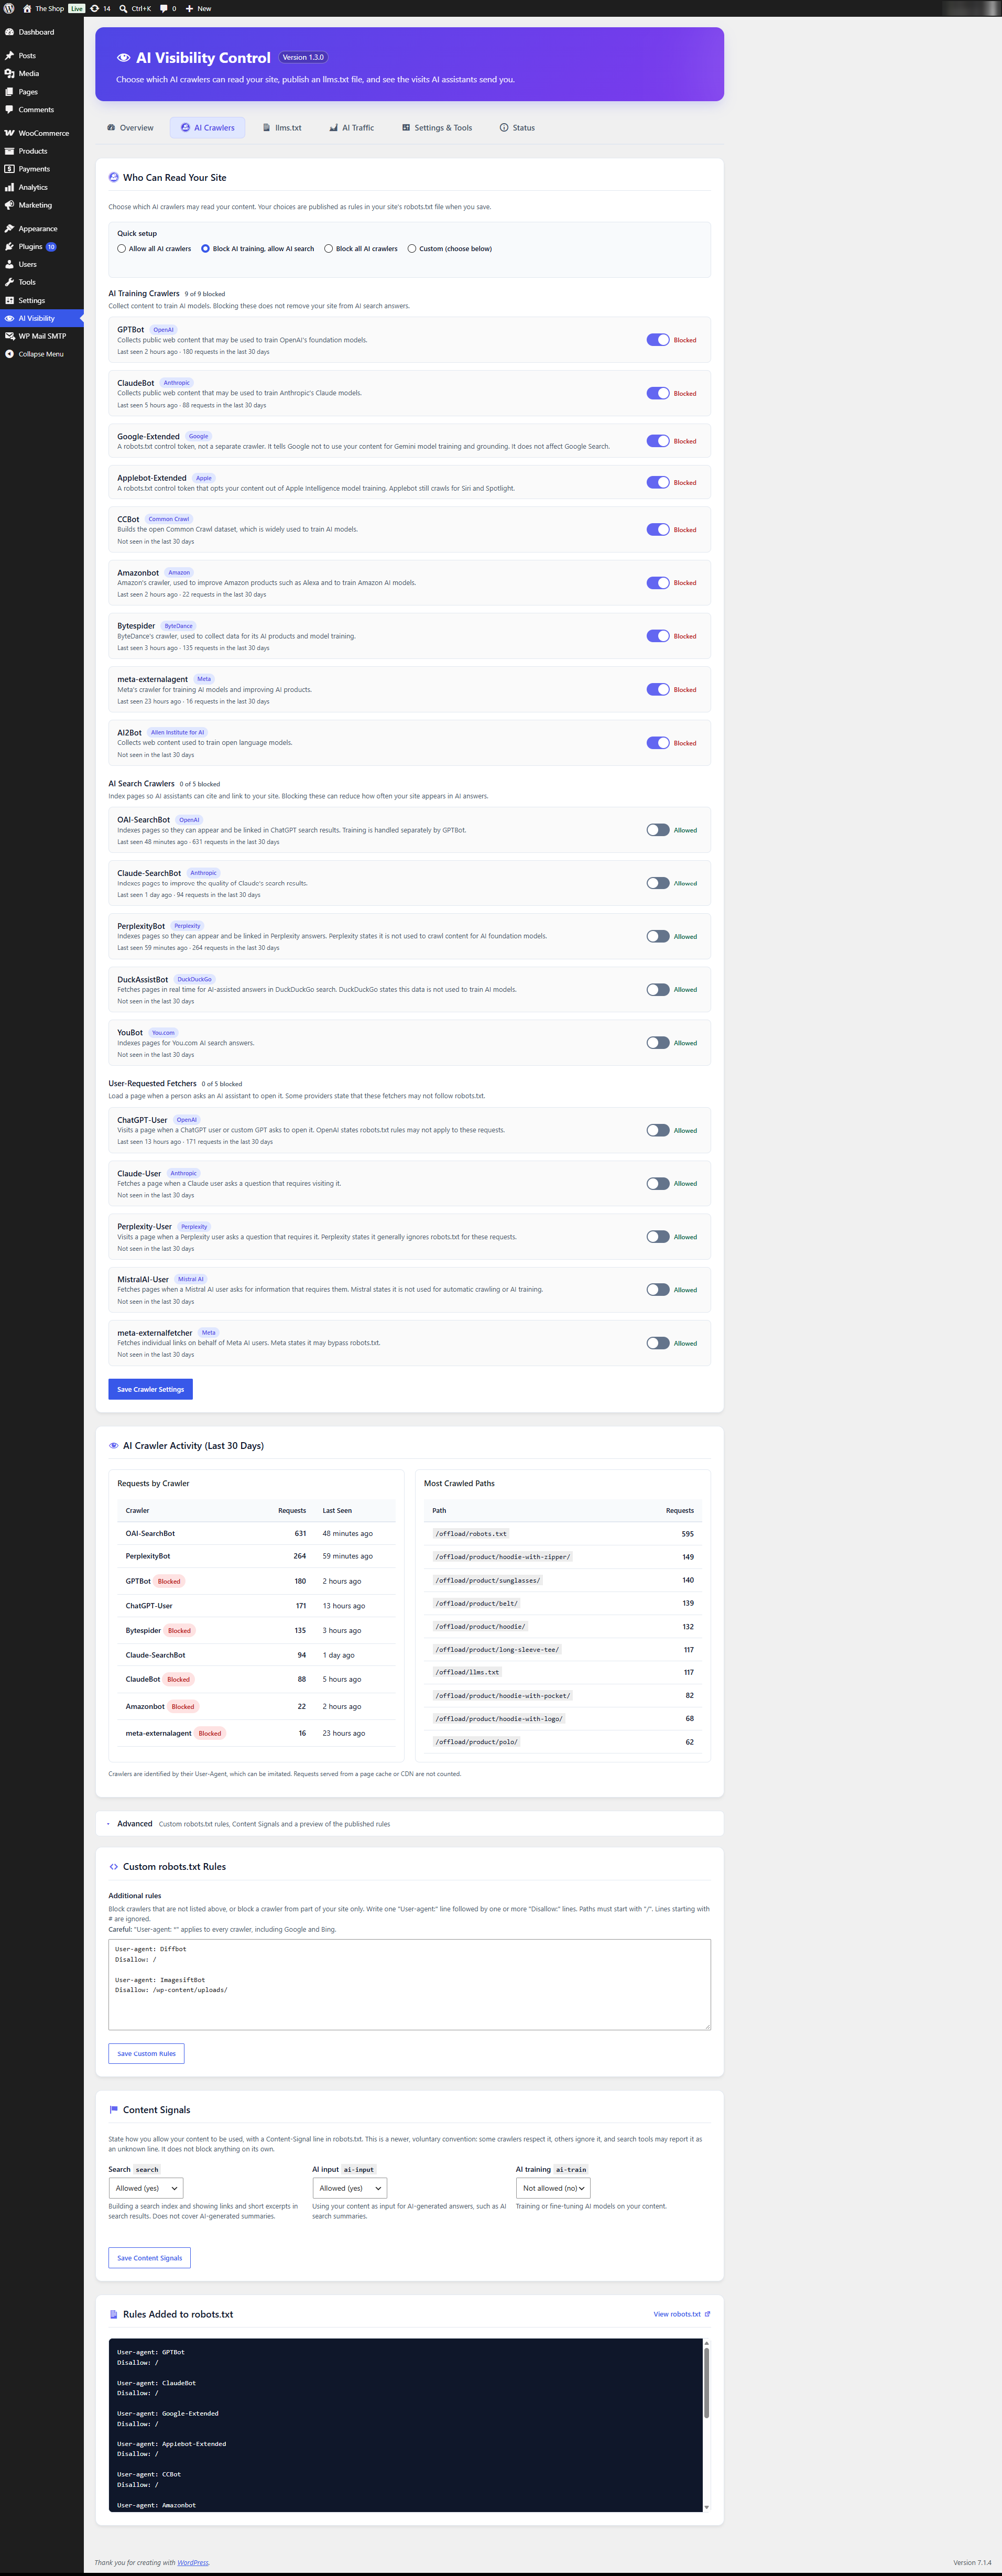 The Shop Live 14 Ctrl+K 0 New
Dashboard
Posts
Media
Pages
Comments
WooCommerce
Products
Payments
Analytics
Marketing
Appearance
Plugins 10
Users
Tools
Settings
AI Visibility
WP Mail SMTP
Collapse Menu
AI Visibility Control Version 1.3.0
Choose which AI crawlers can read your site, publish an llms.txt file, and see the visits AI assistants send you.
Overview AI Crawlers llms.txt AI Traffic Settings & Tools Status
Who Can Read Your Site
Choose which AI crawlers may read your content. Your choices are published as rules in your site's robots.txt file when you save.
Quick setup
Allow all AI crawlers Block AI training, allow AI search Block all AI crawlers Custom (choose below)
AI Training Crawlers 9 of 9 blocked
Collect content to train AI models. Blocking these does not remove your site from AI search answers.
GPTBot OpenAI
Collects public web content that may be used to train OpenAI's foundation models.
Last seen 2 hours ago · 180 requests in the last 30 days
Blocked
ClaudeBot Anthropic
Collects public web content that may be used to train Anthropic's Claude models.
Last seen 5 hours ago · 88 requests in the last 30 days
Blocked
Google-Extended Google
A robots.txt control token, not a separate crawler. It tells Google not to use your content for Gemini model training and grounding. It does not affect Google Search.
Blocked
Applebot-Extended Apple
A robots.txt control token that opts your content out of Apple Intelligence model training. Applebot still crawls for Siri and Spotlight.
Blocked
CCBot Common Crawl
Builds the open Common Crawl dataset, which is widely used to train AI models.
Not seen in the last 30 days
Blocked
Amazonbot Amazon
Amazon's crawler, used to improve Amazon products such as Alexa and to train Amazon AI models.
Last seen 2 hours ago · 22 requests in the last 30 days
Blocked
Bytespider ByteDance
ByteDance's crawler, used to collect data for its AI products and model training.
Last seen 3 hours ago · 135 requests in the last 30 days
Blocked
meta-externalagent Meta
Meta's crawler for training AI models and improving AI products.
Last seen 23 hours ago · 16 requests in the last 30 days
Blocked
AI2Bot Allen Institute for AI
Collects web content used to train open language models.
Not seen in the last 30 days
Blocked
AI Search Crawlers 0 of 5 blocked
Index pages so AI assistants can cite and link to your site. Blocking these can reduce how often your site appears in AI answers.
OAI-SearchBot OpenAI
Indexes pages so they can appear and be linked in ChatGPT search results. Training is handled separately by GPTBot.
Last seen 48 minutes ago · 631 requests in the last 30 days
Allowed
Claude-SearchBot Anthropic
Indexes pages to improve the quality of Claude's search results.
Last seen 1 day ago · 94 requests in the last 30 days
Allowed
PerplexityBot Perplexity
Indexes pages so they can appear and be linked in Perplexity answers. Perplexity states it is not used to crawl content for AI foundation models.
Last seen 59 minutes ago · 264 requests in the last 30 days
Allowed
DuckAssistBot DuckDuckGo
Fetches pages in real time for AI-assisted answers in DuckDuckGo search. DuckDuckGo states this data is not used to train AI models.
Not seen in the last 30 days
Allowed
YouBot You.com
Indexes pages for You.com AI search answers.
Not seen in the last 30 days
Allowed
User-Requested Fetchers 0 of 5 blocked
Load a page when a person asks an AI assistant to open it. Some providers state that these fetchers may not follow robots.txt.
ChatGPT-User OpenAI
Visits a page when a ChatGPT user or custom GPT asks to open it. OpenAI states robots.txt rules may not apply to these requests.
Last seen 13 hours ago · 171 requests in the last 30 days
Allowed
Claude-User Anthropic
Fetches a page when a Claude user asks a question that requires visiting it.
Not seen in the last 30 days
Allowed
Perplexity-User Perplexity
Visits a page when a Perplexity user asks a question that requires it. Perplexity states it generally ignores robots.txt for these requests.
Not seen in the last 30 days
Allowed
MistralAI-User Mistral AI
Fetches pages when a Mistral AI user asks for information that requires them. Mistral states it is not used for automatic crawling or AI training.
Not seen in the last 30 days
Allowed
meta-externalfetcher Meta
Fetches individual links on behalf of Meta AI users. Meta states it may bypass robots.txt.
Not seen in the last 30 days
Allowed
Save Crawler Settings
AI Crawler Activity (Last 30 Days)
Requests by Crawler
Crawler Requests Last Seen
OAI-SearchBot 631 48 minutes ago
PerplexityBot 264 59 minutes ago
GPTBot Blocked 180 2 hours ago
ChatGPT-User 171 13 hours ago
Bytespider Blocked 135 3 hours ago
Claude-SearchBot 94 1 day ago
ClaudeBot Blocked 88 5 hours ago
Amazonbot Blocked 22 2 hours ago
meta-externalagent Blocked 16 23 hours ago
Most Crawled Paths
Path Requests
/offload/robots.txt 595
/offload/product/hoodie-with-zipper/ 149
/offload/product/sunglasses/ 140
/offload/product/belt/ 139
/offload/product/hoodie/ 132
/offload/product/long-sleeve-tee/ 117
/offload/llms.txt 117
/offload/product/hoodie-with-pocket/ 82
/offload/product/hoodie-with-logo/ 68
/offload/product/polo/ 62
Crawlers are identified by their User-Agent, which can be imitated. Requests served from a page cache or CDN are not counted.
Advanced Custom robots.txt rules, Content Signals and a preview of the published rules
Custom robots.txt Rules
Additional rules
Block crawlers that are not listed above, or block a crawler from part of your site only. Write one "User-agent:" line followed by one or more "Disallow:" lines. Paths must start with "/". Lines starting with
# are ignored.
Careful: "User-agent: *" applies to every crawler, including Google and Bing.
User-agent: Diffbot
Disallow: /
User-agent: ImagesiftBot
Disallow: /wp-content/uploads/
Save Custom Rules
Content Signals
State how you allow your content to be used, with a Content-Signal line in robots.txt. This is a newer, voluntary convention: some crawlers respect it, others ignore it, and search tools may report it as
an unknown line. It does not block anything on its own.
Search search
Allowed (yes)
Building a search index and showing links and short excerpts in
search results. Does not cover AI-generated summaries.
AI input ai-input
Allowed (yes)
Using your content as input for AI-generated answers, such as AI
search summaries.
AI training ai-train
Not allowed (no)
Training or fine-tuning AI models on your content.
Save Content Signals
Rules Added to robots.txt View robots.txt
User-agent: GPTBot
Disallow: /
User-agent: ClaudeBot
Disallow: /
User-agent: Google-Extended
Disallow: /
User-agent: Applebot-Extended
Disallow: /
User-agent: CCBot
Disallow: /
User-agent: Amazonbot
Thank you for creating with WordPress. Version 7.1.4